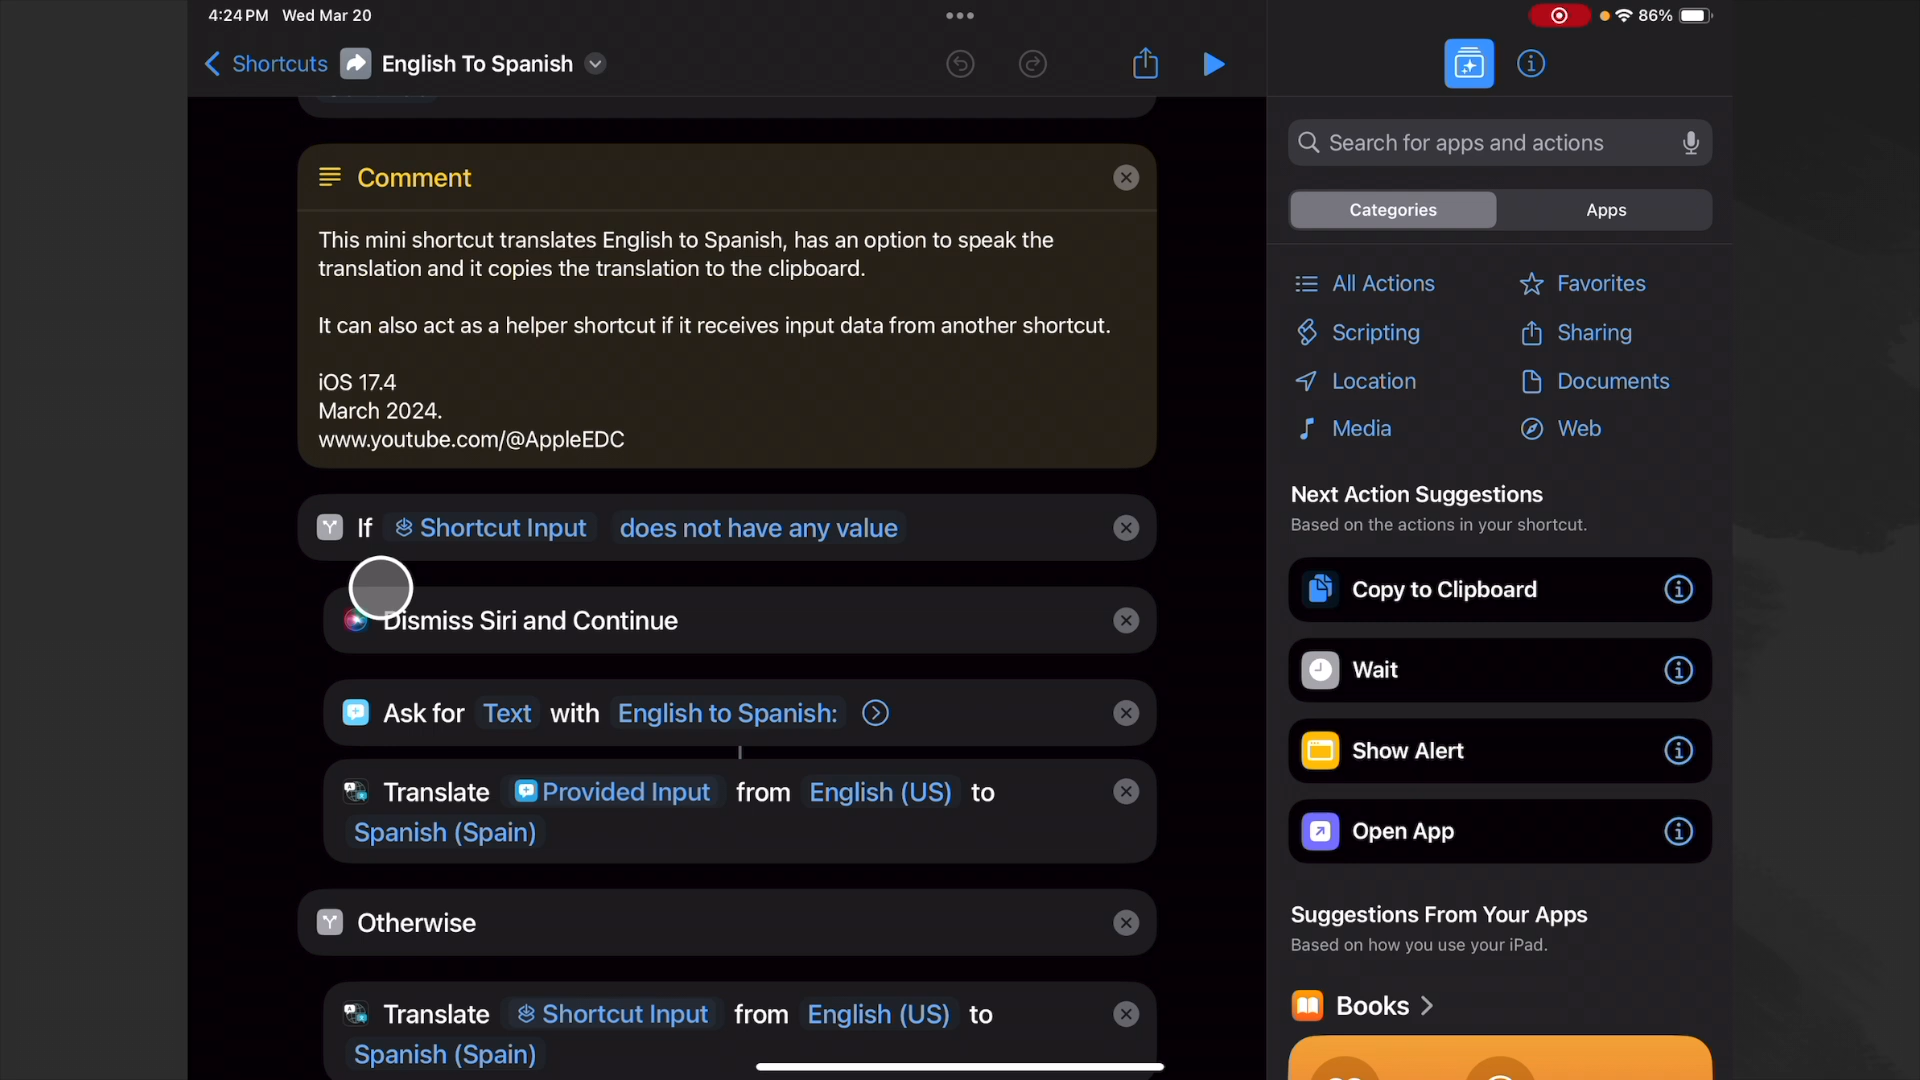 4:24 PM Wed Mar 20
86%
Shortcuts English To Spanish
Comment
This mini shortcut translates English to Spanish, has an option to speak the
translation and it copies the translation to the clipboard.
It can also act as a helper shortcut if it receives input data from another shortcut.
iOS 17.4
March 2024.
www.youtube.com/@AppleEDC
If Shortcut Input does not have any value
Dismiss Siri and Continue
Ask for Text with English to Spanish:
Translate Provided Input from English (US) to
Spanish (Spain)
Otherwise
Translate Shortcut Input from English (US) to
Spanish (Spain)
Search for apps and actions
Categories Apps
All Actions Favorites
Scripting Sharing
Location Documents
Media Web
Next Action Suggestions
Based on the actions in your shortcut.
Copy to Clipboard
Wait
Show Alert
Open App
Suggestions From Your Apps
Based on how you use your iPad.
Books